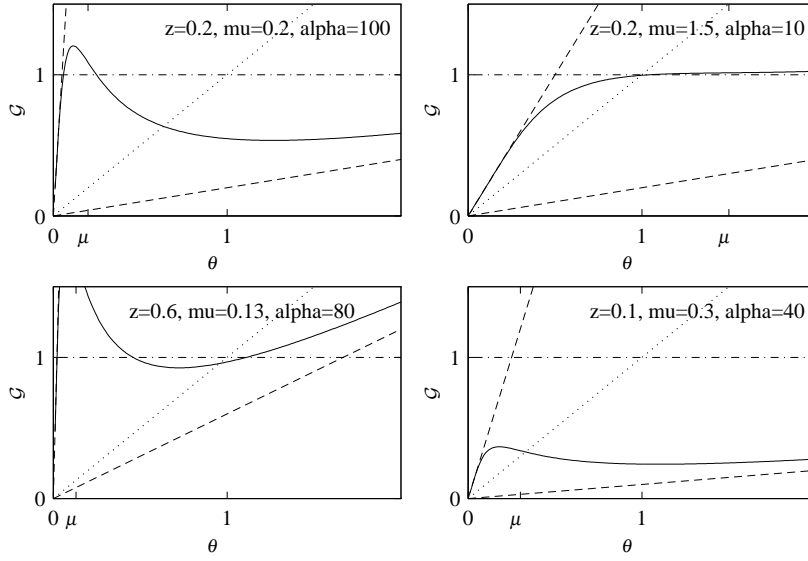 z=0.2, mu=0.2, alpha=100
1
𝒢
0
0 μ 1
θ
z=0.2, mu=1.5, alpha=10
1
𝒢
0
0 1 μ
θ
z=0.6, mu=0.13, alpha=80
1
𝒢
0
0 μ 1
θ
z=0.1, mu=0.3, alpha=40
1
𝒢
0
0 μ 1
θ